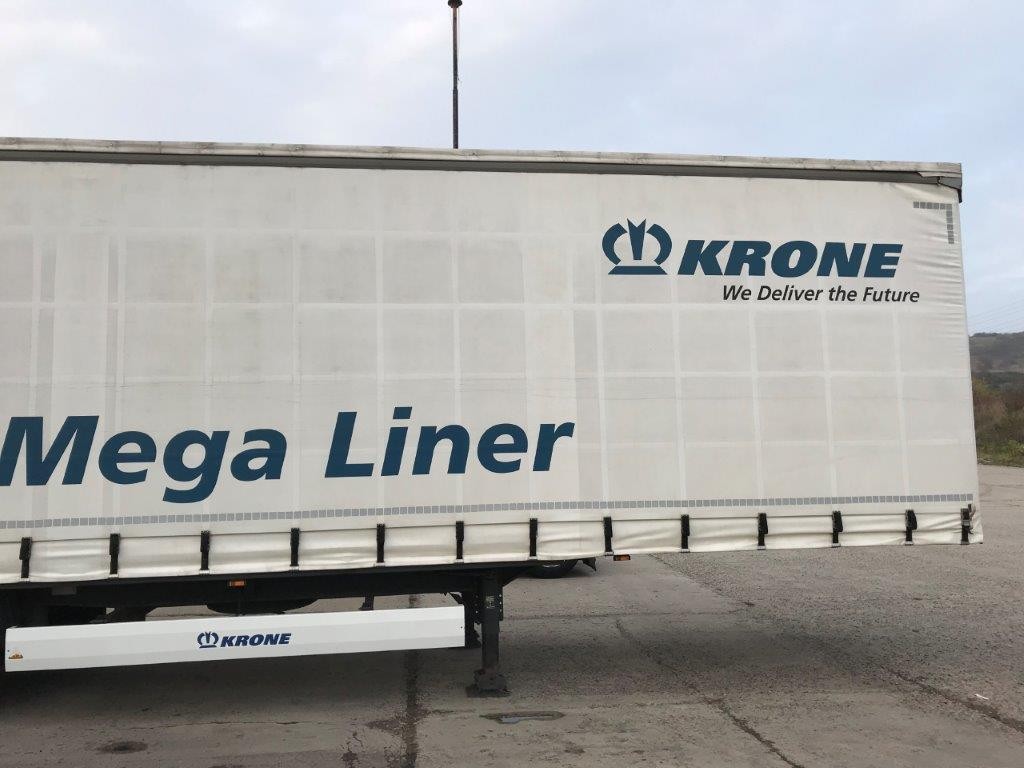 KRONE
We Deliver the Future
Mega Liner
KRONE